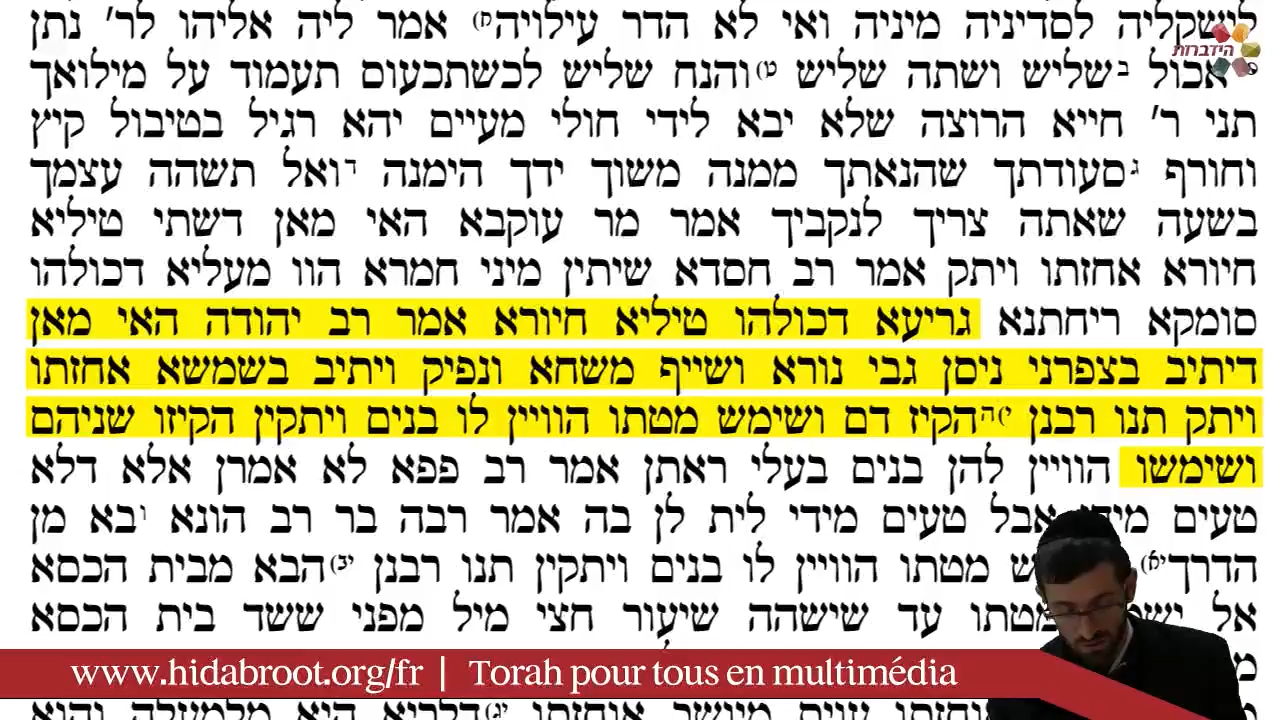 לישקליה לסדיניה מיניה ואי לא הדר עילויה(ח) אמר ליה אליהו לר' נתן
אכול ב שליש ושתה שליש (ט) והנח שליש לכשתכעוס תעמוד על מילואך
תני ר' חייא הרוצה שלא יבא לידי חולי מעיים יהא רגיל בטיבול קיץ
וחורף ג סעודתך שהנאתך ממנה משוך ידך הימנה ד ואל תשהה עצמך
בשעה שאתה צריך לנקביך אמר מר עוקבא האי מאן דשתי טיליא
חיורא אחזתו ויתק אמר רב חסדא שיתין מיני חמרא הוו מעליא דכולהו
סומקא ריחתנא גריעא דכולהו טיליא חיורא אמר רב יהודה האי מאן
דיתיב בצפרני ניסן גבי נורא ושייף משחא ונפיק ויתיב בשמשא אחזתו
ויתק תנו רבנן (י) ה הקיז דם ושימש מטתו הוויין לו בנים ויתקין הקיזו שניהם
ושימשו הוויין להן בנים בעלי ראתן אמר רב פפא לא אמרן אלא דלא
טעים אבל טעים מידי לית לן בה אמר רבה בר רב הונא ו בא מן
הדרך(יא) מטתו הוויין לו בנים ויתקין תנו רבנן (יב) הבא מבית הכסא
אל מטתו עד שישהה שיעור חצי מיל מפני ששד בית הכסא
הידברות
www.hidabroot.org/fr | Torah pour tous en multimédia